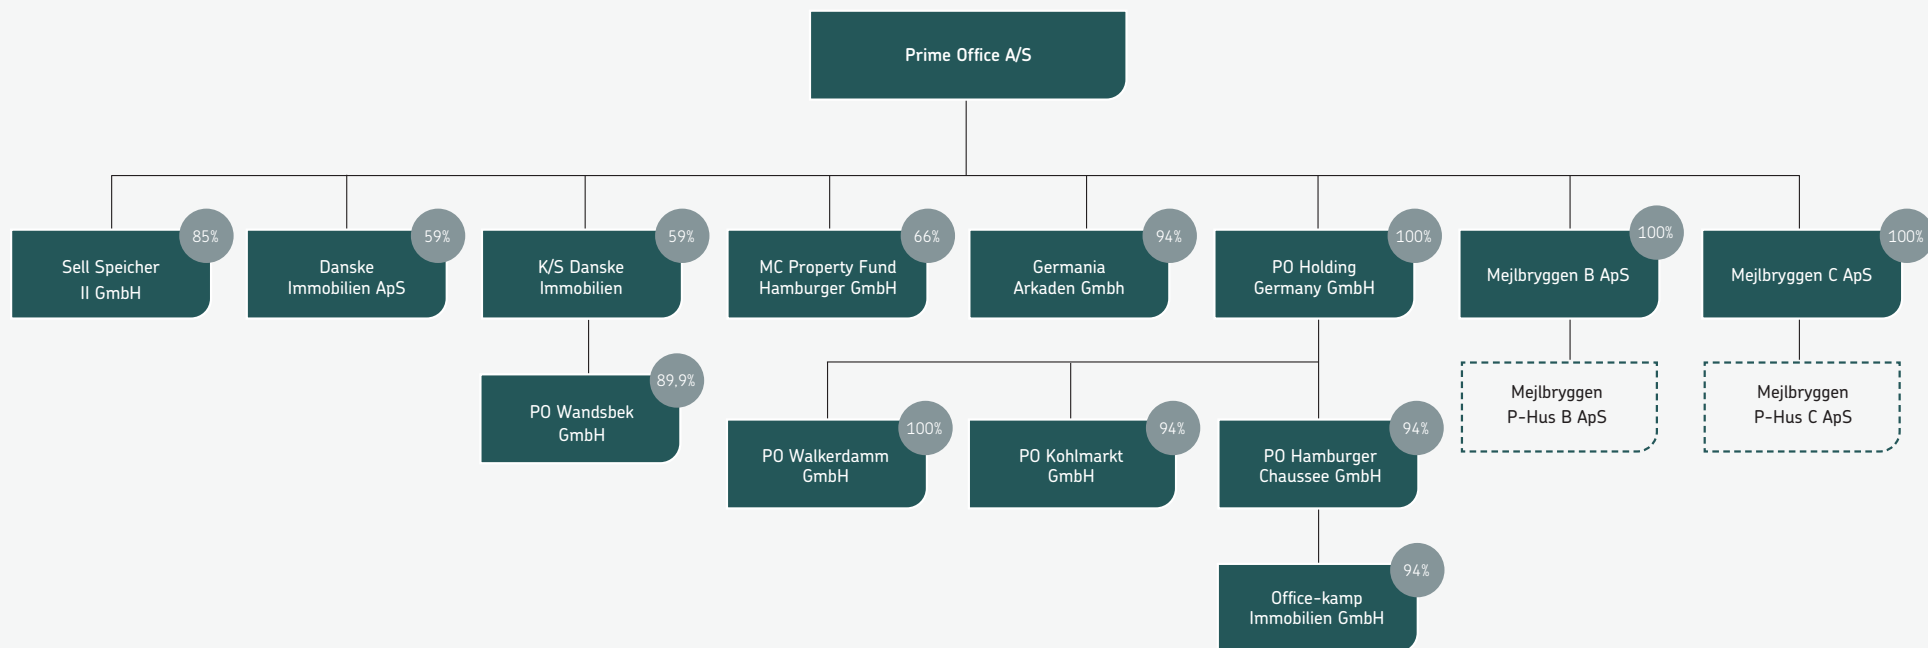 Prime Office A/S
85%
Sell Speicher
II GmbH
59%
Danske
Immobilien ApS
59%
K/S Danske
Immobilien
66%
MC Property Fund
Hamburger GmbH
94%
Germania
Arkaden Gmbh
100%
PO Holding
Germany GmbH
100%
Mejlbryggen B ApS
100%
Mejlbryggen C ApS
89,9%
PO Wandsbek
GmbH
100%
PO Walkerdamm
GmbH
94%
PO Kohlmarkt
GmbH
94%
PO Hamburger
Chaussee GmbH
Mejlbryggen
P-Hus B ApS
Mejlbryggen
P-Hus C ApS
94%
Office-kamp
Immobilien GmbH